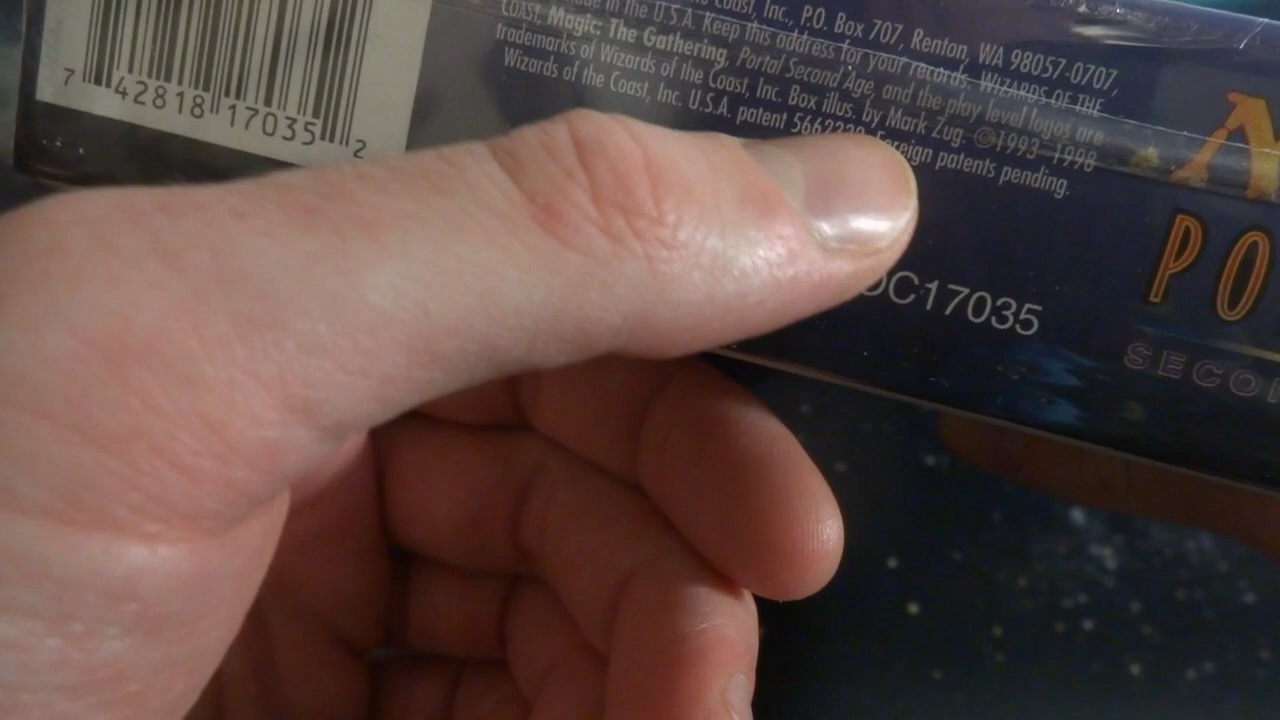 Coast, Inc., P.O. Box 707, Renton, WA 98057-0707,
in the U.S.A. Keep this address for your records. WIZARDS OF THE
COAST, Magic: The Gathering, Portal Second Age, and the play level logos are
trademarks of Wizards of the Coast, Inc. Box illus. by Mark Zug. ©1993-1998
Wizards of the Coast, Inc. U.S.A. patent Foreign patents pending.
7 42818 17035 2
DC17035
PO
SECO